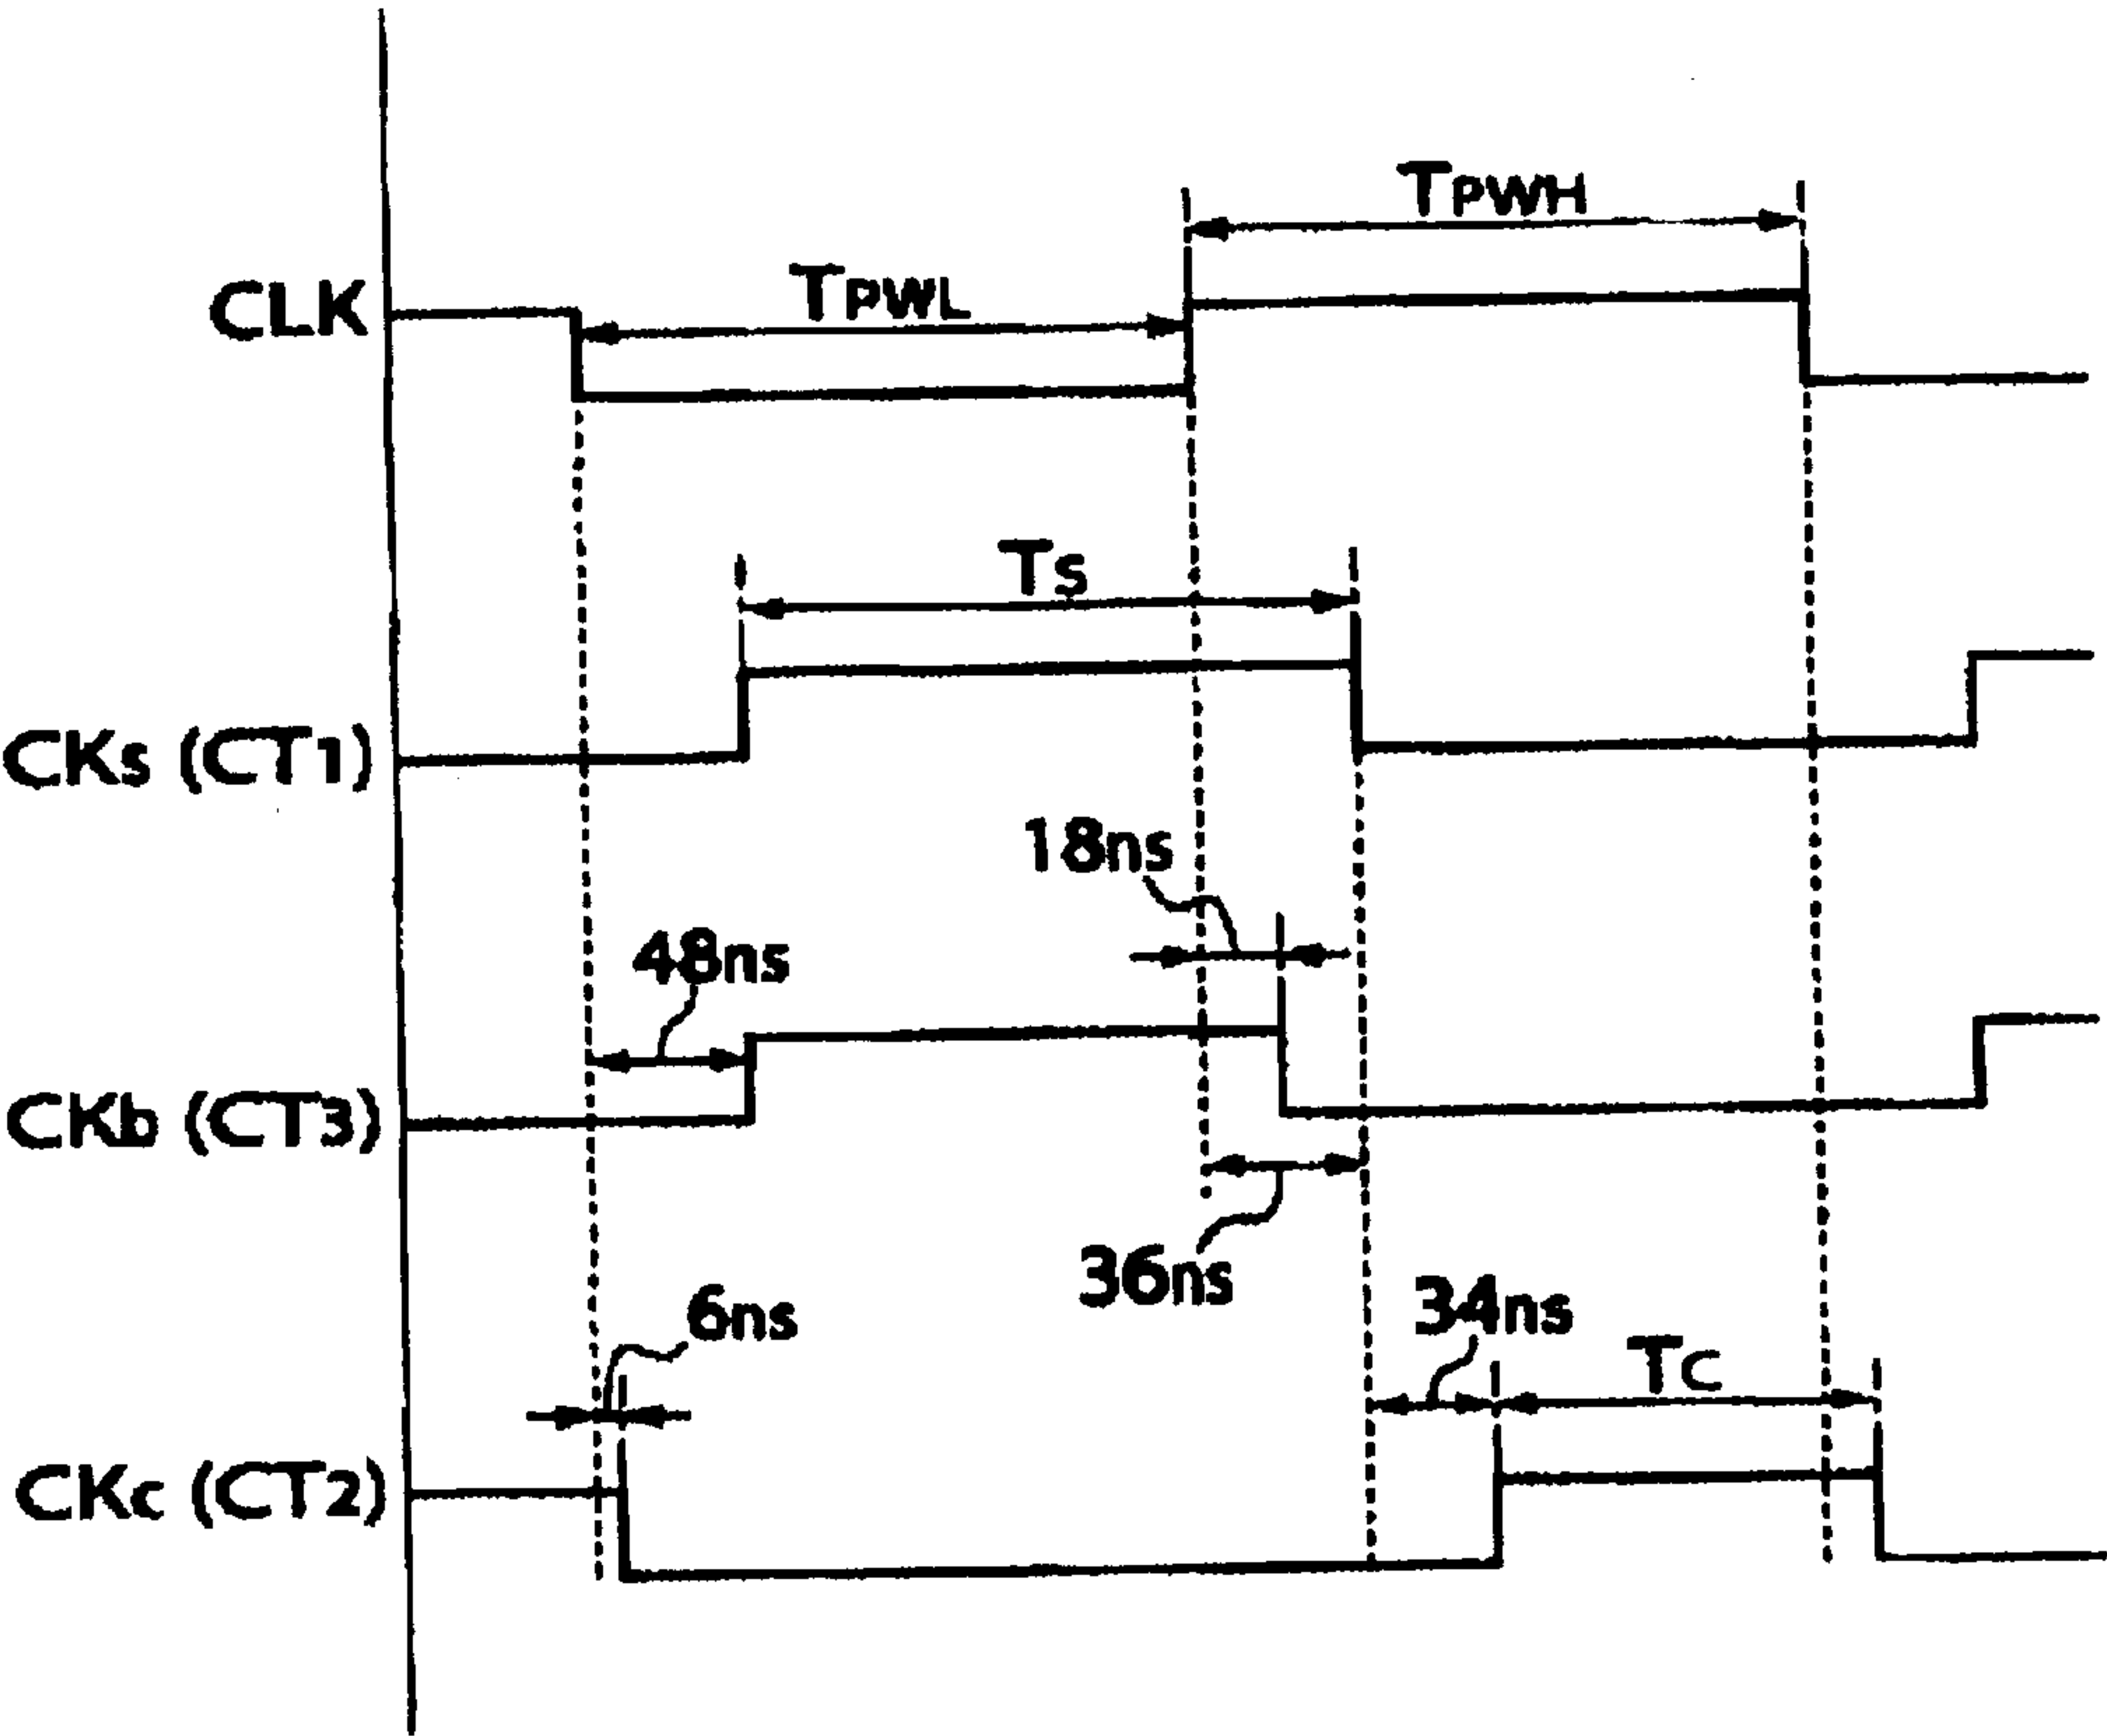 TPWH
TPWL
CLK
Ts
CKs (CT1)
18ns
48ns
CKb (CT3)
36ns
6ns
34ns
Tc
CKc (CT2)